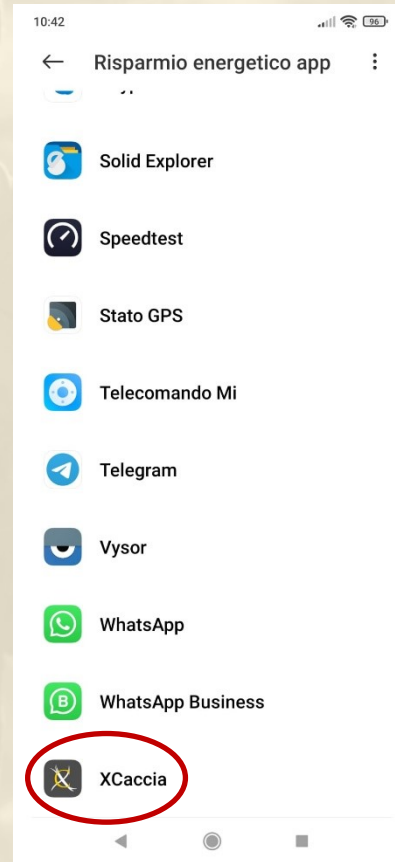 10:42
96
Risparmio energetico app
Solid Explorer
Speedtest
Stato GPS
Telecomando Mi
Telegram
Vysor
WhatsApp
B
WhatsApp Business
XCaccia